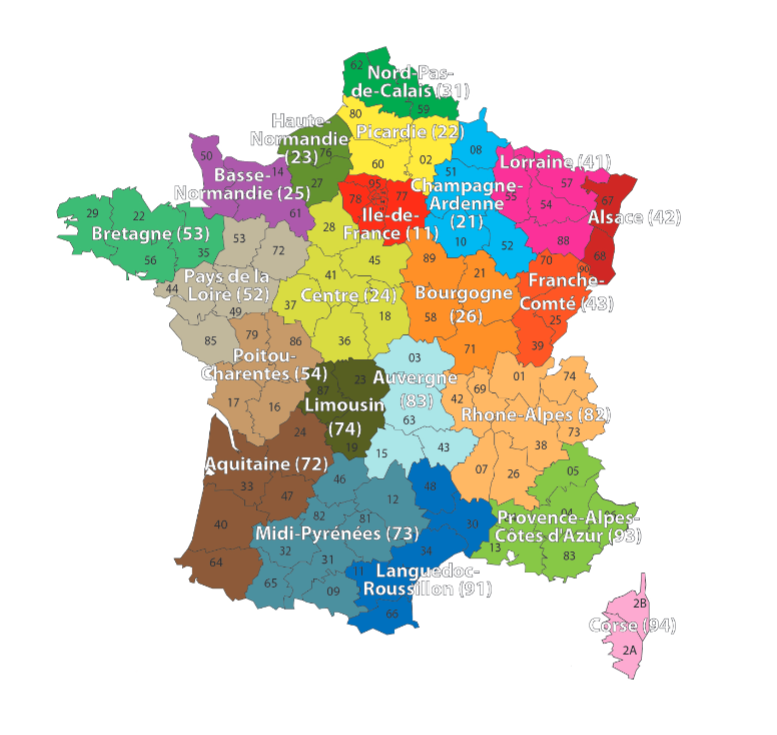 62
Nord-Pas-
de-Calais (31)
59
80
Haute-
Normandie
(23)
76
27
Picardie (22)
60
02
08
50
14
Basse-
Normandie (25)
61
95
78
77
Ile-de-
France (11)
51
Champagne-
Ardenne
(21)
10
52
Lorraine (41)
57
55
54
88
67
Alsace (42)
68
29
22
Bretagne (53)
56
35
53
72
Pays de la
Loire (52)
44
49
85
28
45
41
Centre (24)
37
18
36
89
21
Bourgogne
(26)
58
71
70
90
Franche-
Comté (43)
25
39
79
86
Poitou-
Charentes (54)
17
16
87
23
Limousin
(74)
19
03
Auvergne
(83)
63
15
43
01
74
42
69
Rhone-Alpes (82)
73
38
07
26
24
Aquitaine (72)
33
47
40
64
46
12
82
81
Midi-Pyrénées (73)
32
31
65
09
48
30
34
11
Languedoc-
Roussillon (91)
66
05
04
Provence-Alpes-
Côtes d'Azur (93)
13
83
2B
Corse (94)
2A